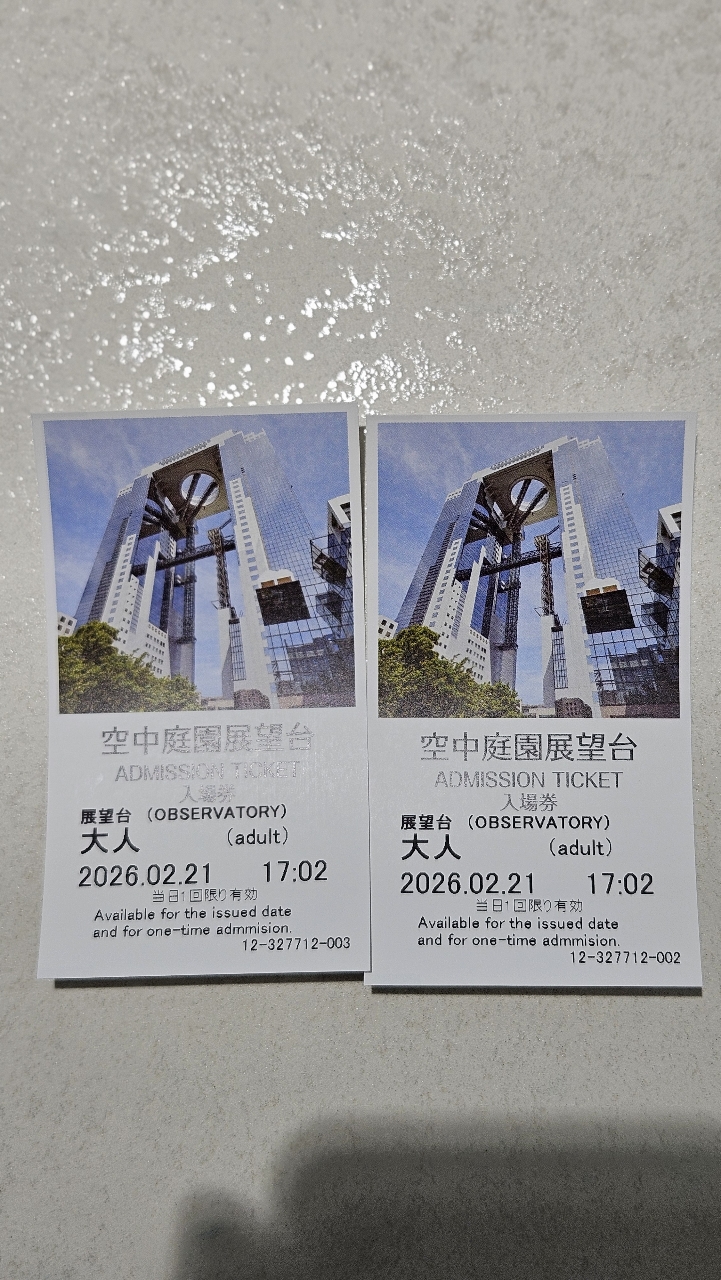 空中庭園展望台
ADMISSION TICKET
入場券
展望台 (OBSERVATORY)
大人 (adult)
2026.02.21 17:02
当日1回限り有効
Available for the issued date
and for one-time admmision.
12-327712-003
空中庭園展望台
ADMISSION TICKET
入場券
展望台 (OBSERVATORY)
大人 (adult)
2026.02.21 17:02
当日1回限り有効
Available for the issued date
and for one-time admmision.
12-327712-002